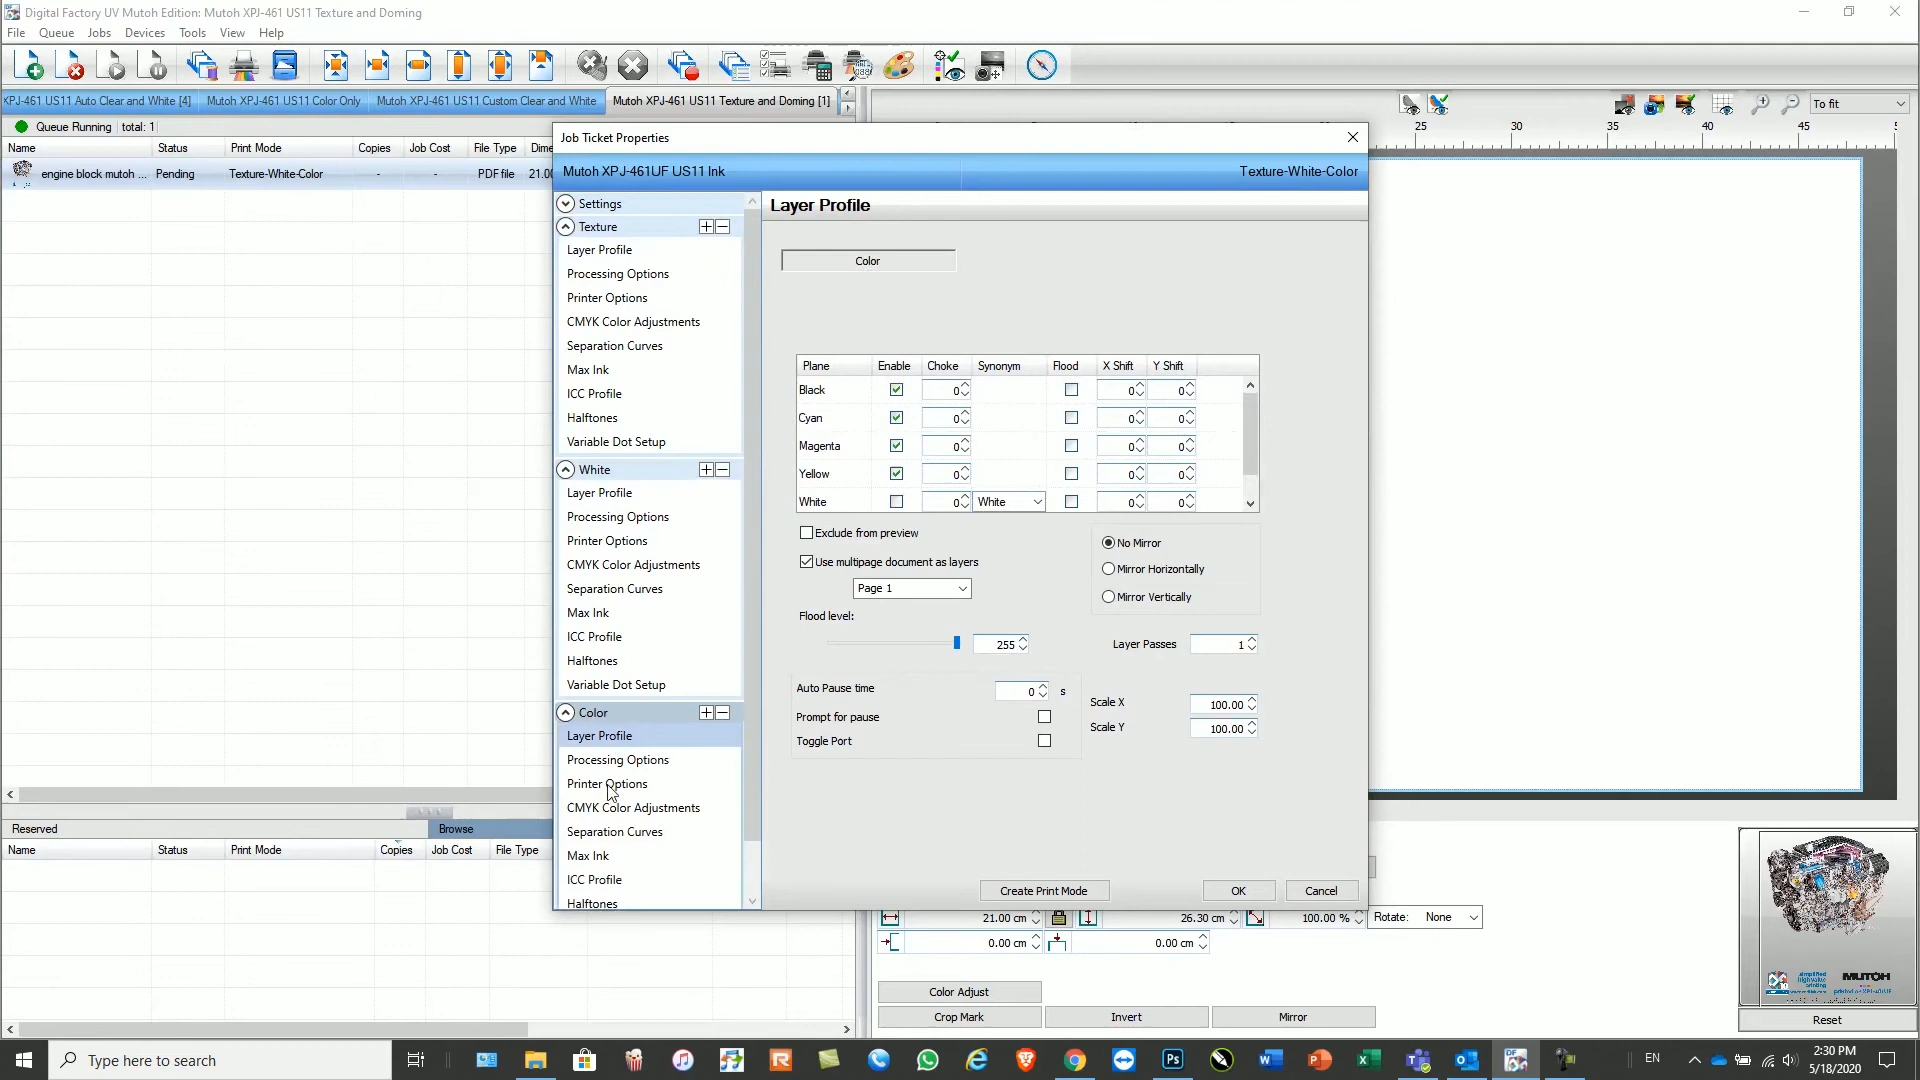 Digital Factory UV Mutoh Edition: Mutoh XPJ-461 US11 Texture and Doming
File Queue Jobs Devices Tools View Help
XPJ-461 US11 Auto Clear and White [4] Mutoh XPJ-461 US11 Color Only Mutoh XPJ-461 US11 Custom Clear and White Mutoh XPJ-461 US11 Texture and Doming [1]
To fit
Queue Running total: 1
25 30 35 40 45
Name Status Print Mode Copies Job Cost File Type Dime
engine block mutoh ... Pending Texture-White-Color - - PDF file 21.00
Job Ticket Properties
Mutoh XPJ-461UF US11 Ink Texture-White-Color
Settings
Texture
Layer Profile
Processing Options
Printer Options
CMYK Color Adjustments
Separation Curves
Max Ink
ICC Profile
Halftones
Variable Dot Setup
White
Layer Profile
Processing Options
Printer Options
CMYK Color Adjustments
Separation Curves
Max Ink
ICC Profile
Halftones
Variable Dot Setup
Color
Layer Profile
Processing Options
Printer Options
CMYK Color Adjustments
Separation Curves
Max Ink
ICC Profile
Halftones
Layer Profile
Color
Plane Enable Choke Synonym Flood X Shift Y Shift
Black 0 0 0
Cyan 0 0 0
Magenta 0 0 0
Yellow 0 0 0
White 0 White 0 0
Exclude from preview
Use multipage document as layers
Page 1
No Mirror
Mirror Horizontally
Mirror Vertically
Flood level:
255
Layer Passes 1
Auto Pause time 0 s
Prompt for pause
Toggle Port
Scale X 100.00
Scale Y 100.00
Create Print Mode OK Cancel
Reserved Browse
Name Status Print Mode Copies Job Cost File Type
21.00 cm 26.30 cm 100.00 % Rotate: None
0.00 cm 0.00 cm
Color Adjust
Crop Mark Invert Mirror
simplified
high value
printing
MUTOH
Reset
Type here to search
EN
2:30 PM
5/18/2020